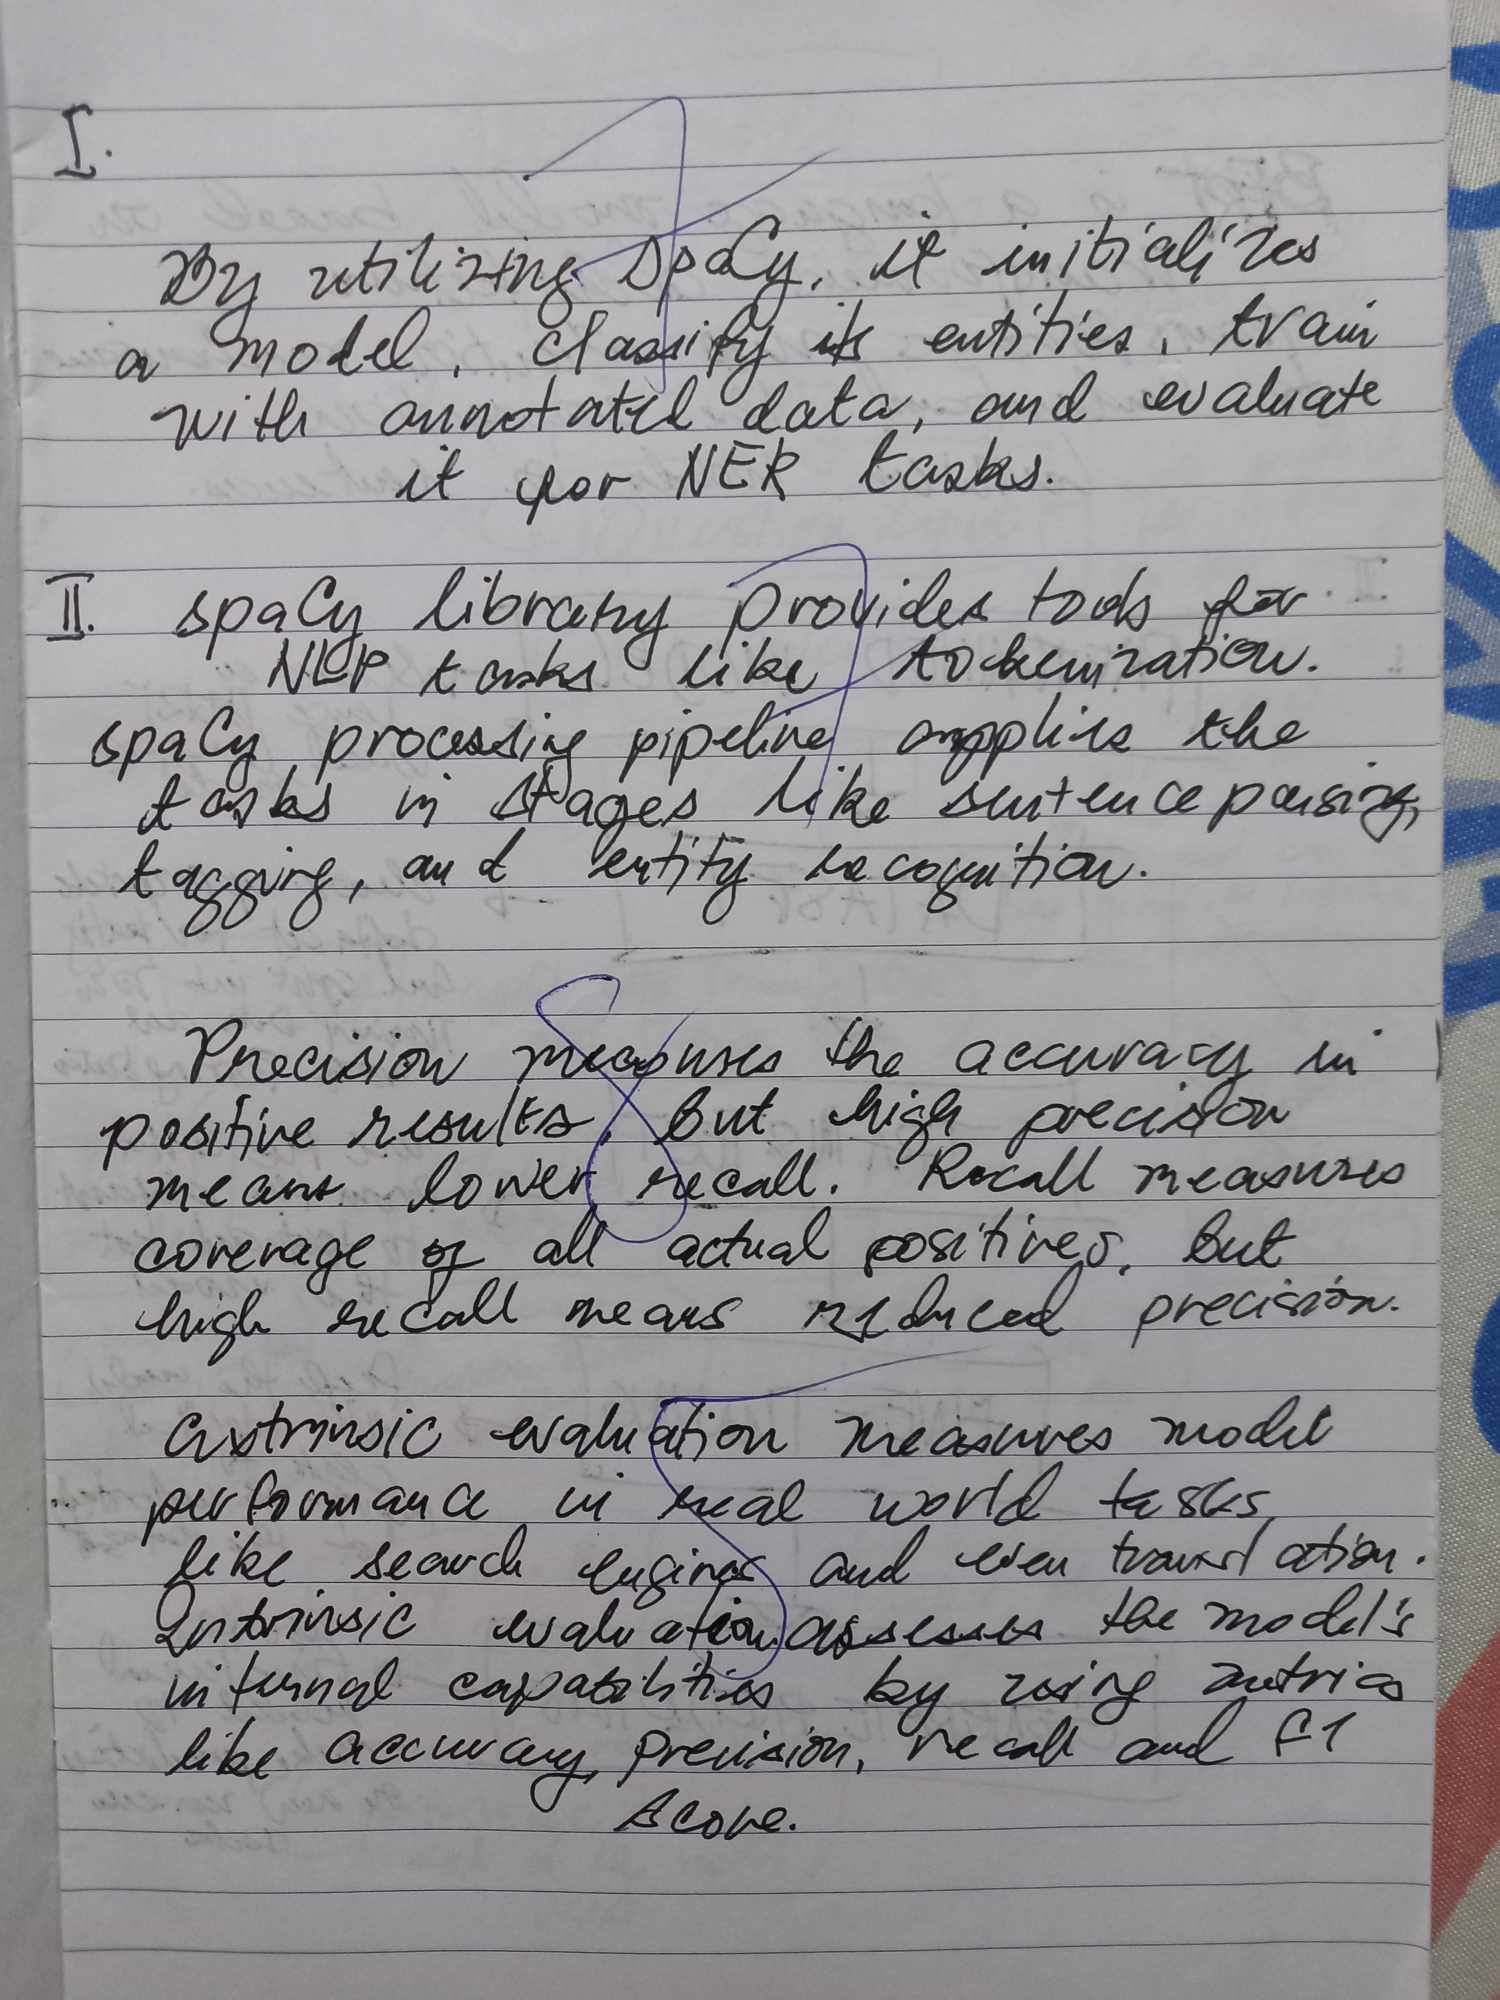 I.
By utilizing SpaCy, it initializes
a model, classify its entities, train
with annotated data, and evaluate
it for NER tasks.
II. spaCy library provides tools for
NLP tasks like tokenization.
spaCy processing pipeline applies the
tasks in stages like sentence parsing,
tagging, and entity recognition.
Precision measures the accuracy in
positive results, but high precision
means lower recall. Recall measures
coverage of all actual positives, but
high recall means reduced precision.
Extrinsic evaluation measures model
performance in real world tasks
like search engines and even translation.
Intrinsic evaluation assesses the model's
internal capabilities by using metrics
like accuracy, precision, recall and F1
score.